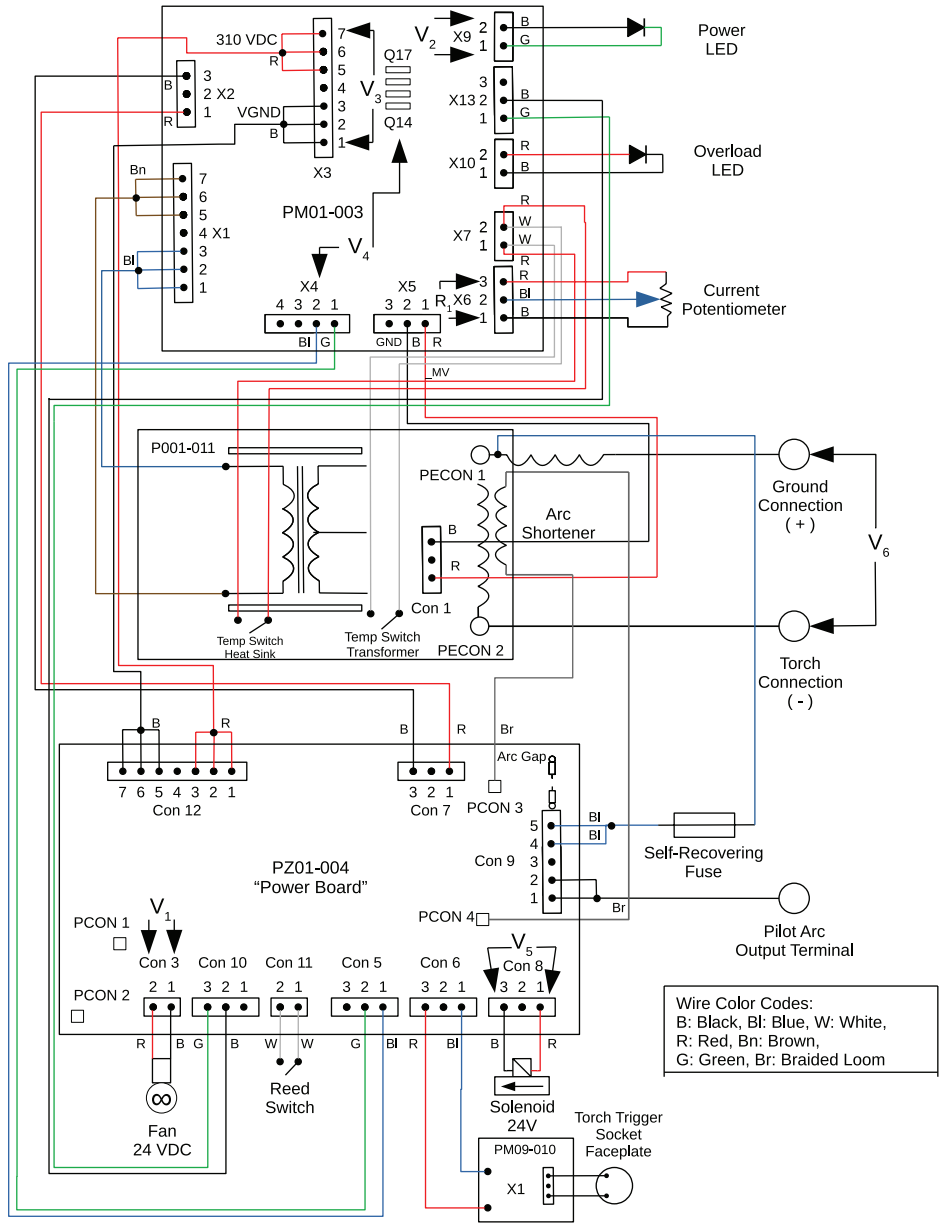 310 VDC
R
7
6
5
4
3
2
1
X3
VGND
B
V3
Q17
Q14
V2
X9
2
1
B
G
Power
LED
3
2
1
X2
B
R
X13
3
2
1
B
G
X10
2
1
R
B
Overload
LED
Bn
7
6
5
4 X1
3
2
1
Bl
PM01-003
V4
X7
2
1
R
W
W
R
X4
4 3 2 1
Bl G
X5
3 2 1
GND B R
_MV
R1 X6
3
2
1
R
Bl
B
Current
Potentiometer
P001-011
PECON 1
Arc
Shortener
B
R
Con 1
PECON 2
Temp Switch
Heat Sink
Temp Switch
Transformer
Ground
Connection
( + )
V6
Torch
Connection
( - )
B
R
B
R
Br
7 6 5 4 3 2 1
Con 12
3 2 1
Con 7
Arc Gap
PCON 3
5
4
3
2
1
Con 9
Bl
Bl
Br
Self-Recovering
Fuse
PZ01-004
“Power Board”
PCON 4
Pilot Arc
Output Terminal
PCON 1
V1
V5
PCON 2
Con 3
2 1
Con 10
3 2 1
Con 11
2 1
Con 5
3 2 1
Con 6
3 2 1
Con 8
3 2 1
R B G B W W G Bl R Bl B R
Reed
Switch
Fan
24 VDC
Solenoid
24V
PM09-010
X1
Torch Trigger
Socket
Faceplate
Wire Color Codes:
B: Black, Bl: Blue, W: White,
R: Red, Bn: Brown,
G: Green, Br: Braided Loom